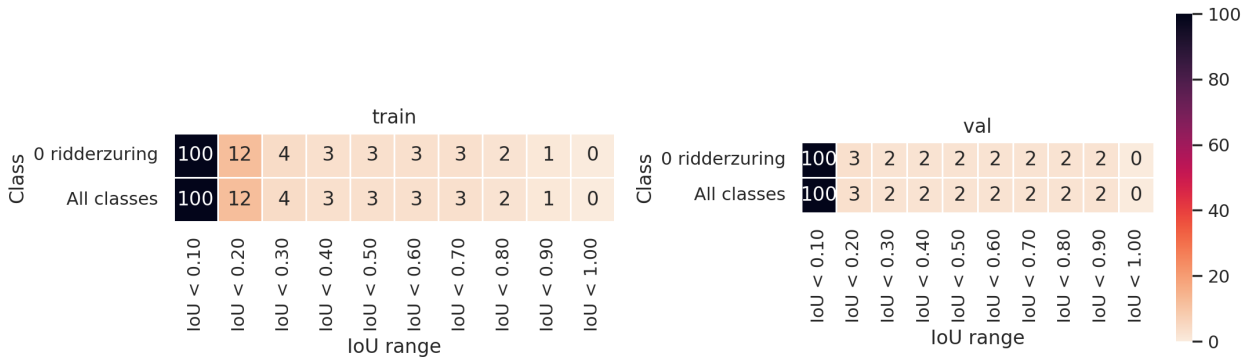 train
Class
0 ridderzuring 100 12 4 3 3 3 3 2 1 0
All classes 100 12 4 3 3 3 3 2 1 0
IoU < 0.10 IoU < 0.20 IoU < 0.30 IoU < 0.40 IoU < 0.50 IoU < 0.60 IoU < 0.70 IoU < 0.80 IoU < 0.90 IoU < 1.00
IoU range
val
Class
0 ridderzuring 100 3 2 2 2 2 2 2 2 0
All classes 100 3 2 2 2 2 2 2 2 0
IoU < 0.10 IoU < 0.20 IoU < 0.30 IoU < 0.40 IoU < 0.50 IoU < 0.60 IoU < 0.70 IoU < 0.80 IoU < 0.90 IoU < 1.00
IoU range
100
80
60
40
20
0